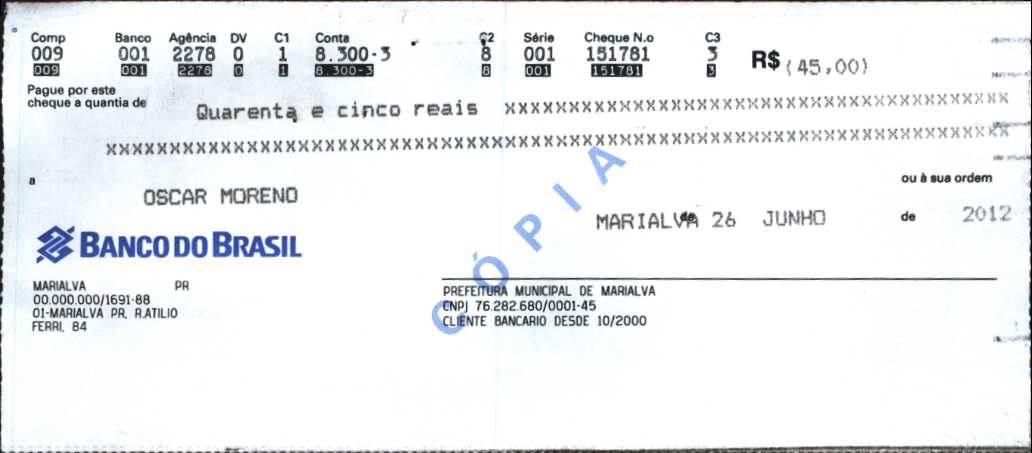 Comp Banco Agência DV C1 Conta C2 Série Cheque N.o C3
009 001 2278 0 1 8.300-3 8 001 151781 3 R$ (45,00)
009 001 2278 0 1 8.300-3 8 001 151781 3
Pague por este
cheque a quantia de
Quarenta e cinco reais XXXXXXXXXXXXXXXXXXXXXXXXXXXXXXXXXXXXXXXXXX
XXXXXXXXXXXXXXXXXXXXXXXXXXXXXXXXXXXXXXXXXXXXXXXXXXXXXXXXXXXXXXXXXXXXXXXXXX
a OSCAR MORENO ou à sua ordem
MARIALVA de 26 JUNHO de 2012
BANCO DO BRASIL
CÓPIA
MARIALVA PR
00.000.000/1691-88
01-MARIALVA PR, R.ATILIO
FERRI, 84
PREFEITURA MUNICIPAL DE MARIALVA
CNPJ 76.282.680/0001-45
CLIENTE BANCARIO DESDE 10/2000